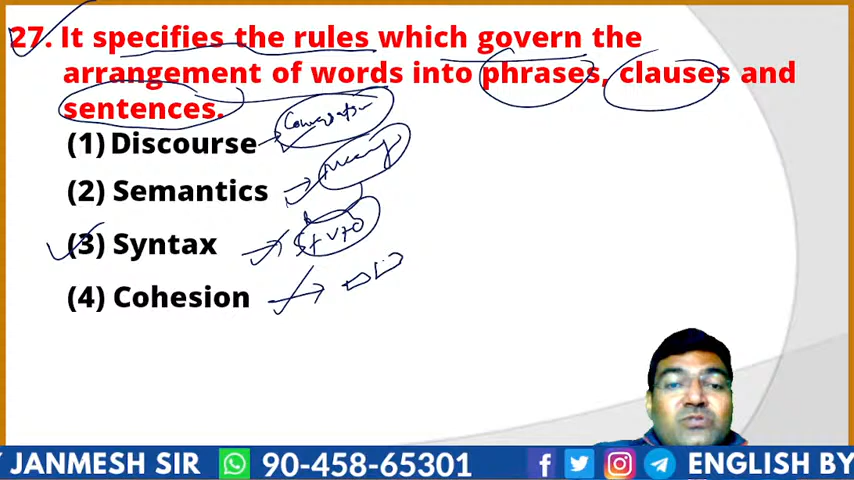 27. It specifies the rules which govern the
arrangement of words into phrases, clauses and
sentences.
(1) Discourse
(2) Semantics
(3) Syntax
(4) Cohesion
Y JANMESH SIR 90-458-65301 ENGLISH BY